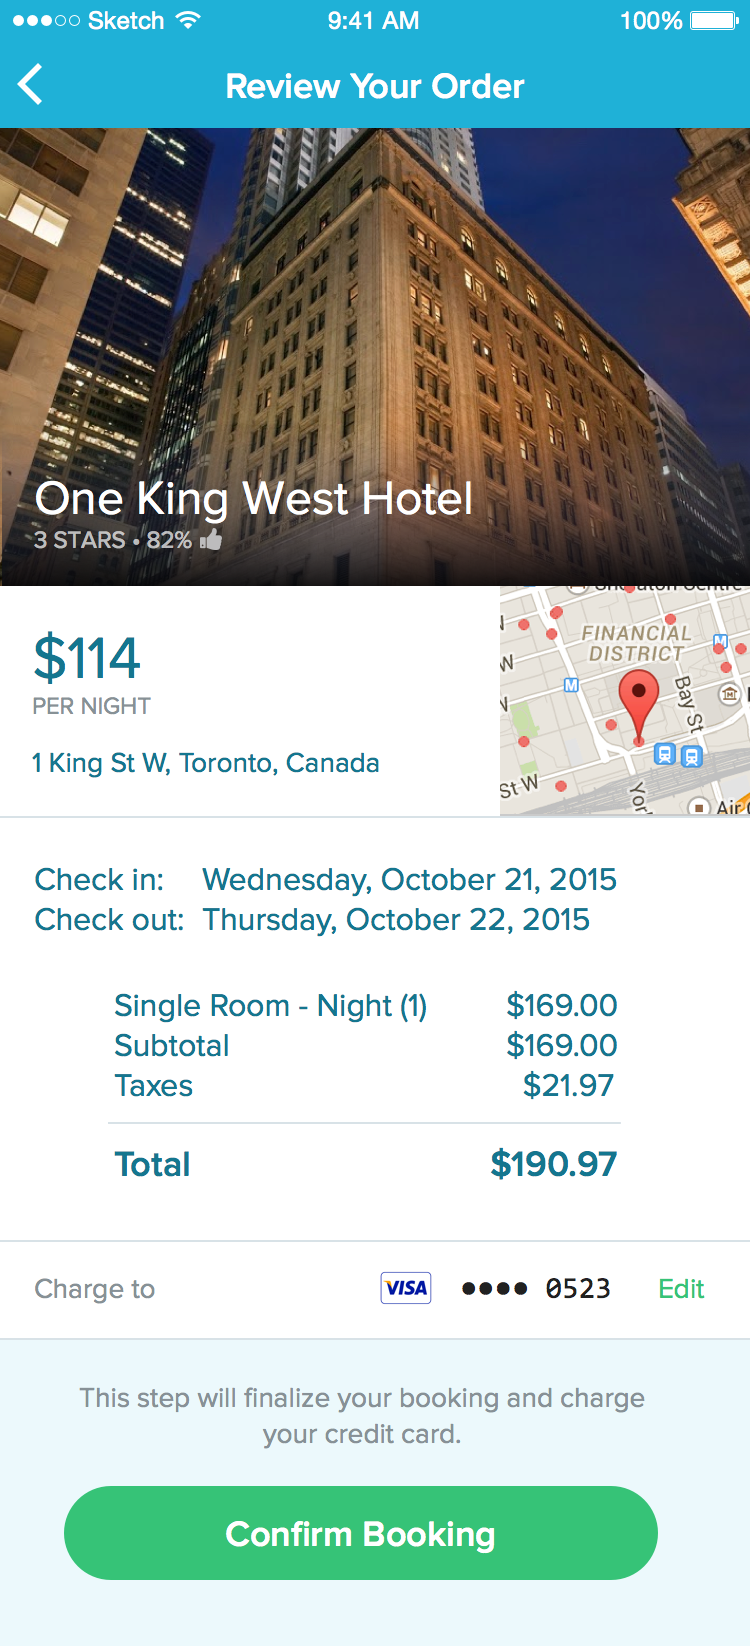 Sketch 9:41 AM 100%
Review Your Order
One King West Hotel
3 STARS • 82%
$114
PER NIGHT
1 King St W, Toronto, Canada
FINANCIAL
DISTRICT
M
M
Bay St
St W
Air
Check in: Wednesday, October 21, 2015
Check out: Thursday, October 22, 2015
Single Room - Night (1) $169.00
Subtotal $169.00
Taxes $21.97
Total $190.97
Charge to VISA •••• 0523 Edit
This step will finalize your booking and charge
your credit card.
Confirm Booking